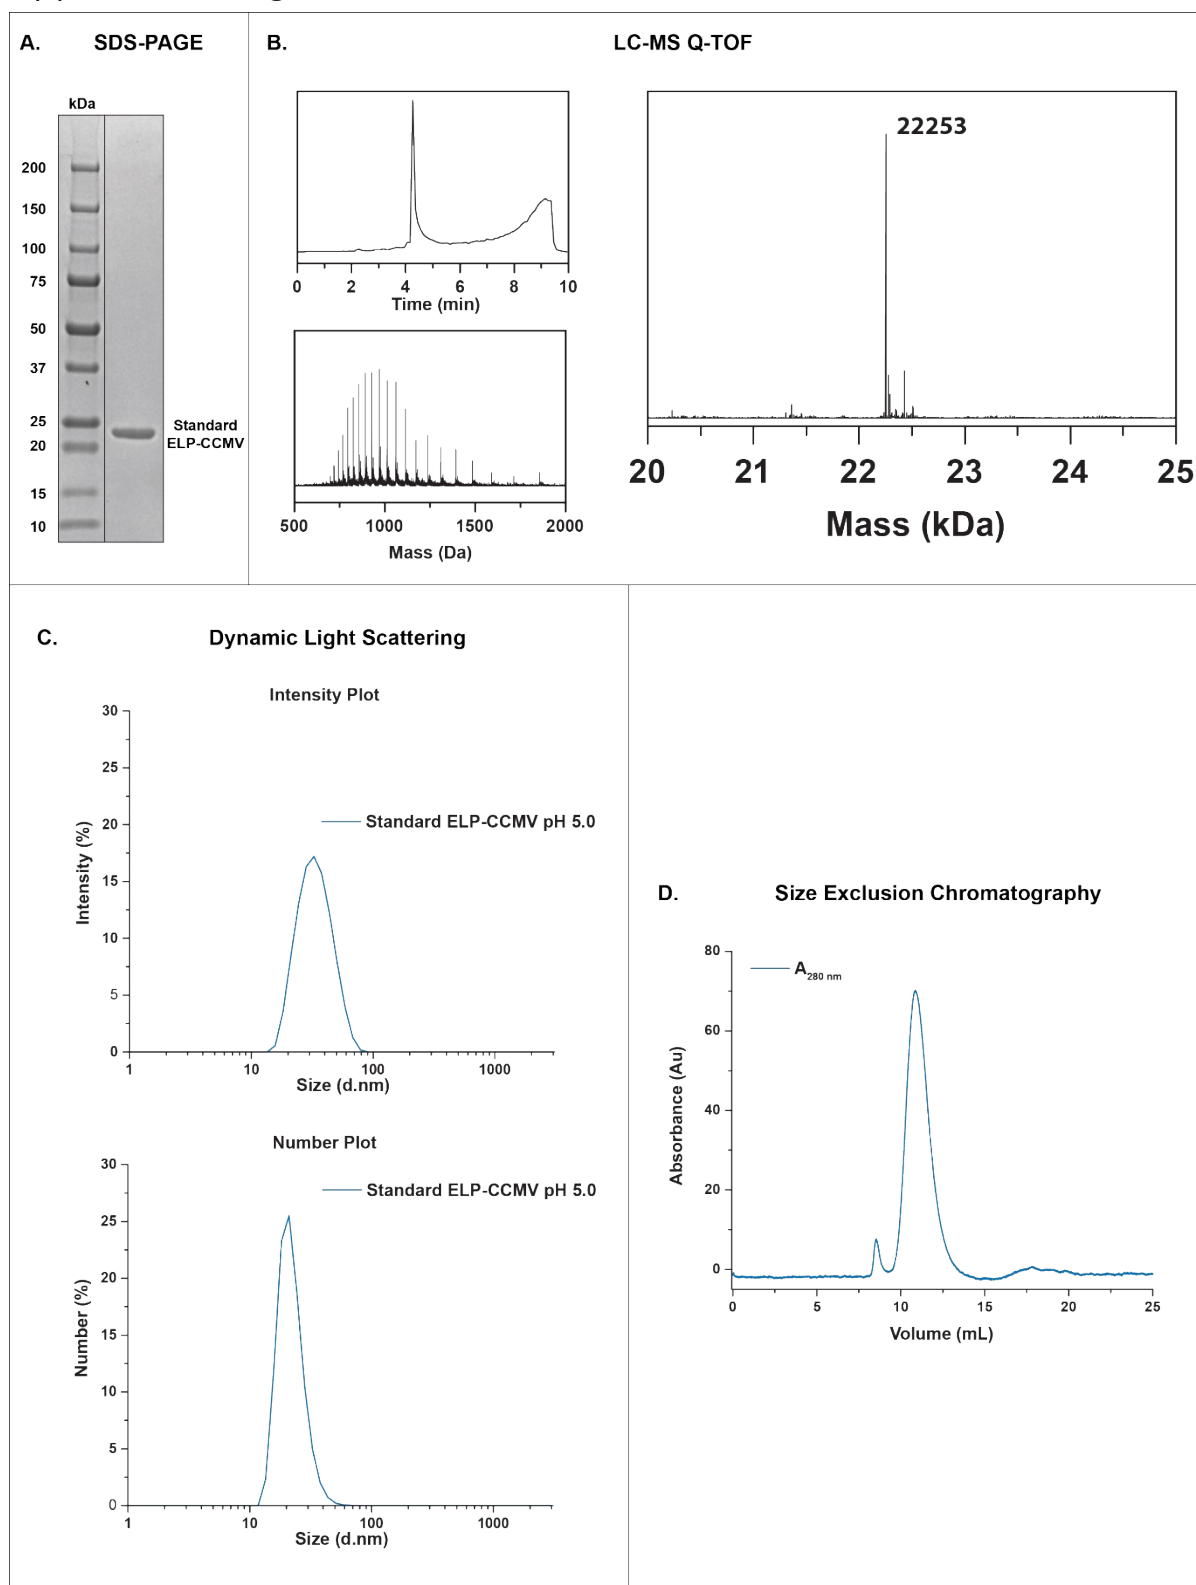 A. SDS-PAGE
kDa
200
150
100
75
50
37
25
20
15
10
Standard
ELP-CCMV
B. LC-MS Q-TOF
0 2 4 6 8 10
Time (min)
500 1000 1500 2000
Mass (Da)
22253
20 21 22 23 24 25
Mass (kDa)
C. Dynamic Light Scattering
Intensity Plot
30
25
20
15
10
5
0
Intensity (%)
Standard ELP-CCMV pH 5.0
1 10 100 1000
Size (d.nm)
Number Plot
30
25
20
15
10
5
0
Number (%)
Standard ELP-CCMV pH 5.0
1 10 100 1000
Size (d.nm)
D. Size Exclusion Chromatography
80
60
40
20
0
Absorbance (Au)
A280 nm
0 5 10 15 20 25
Volume (mL)